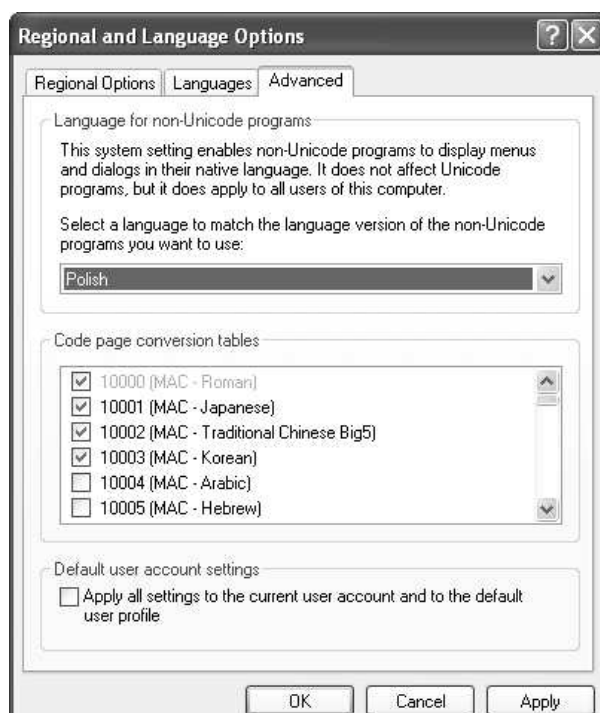 Regional and Language Options
Regional Options
Languages
Advanced
Language for non-Unicode programs
This system setting enables non-Unicode programs to display menus
and dialogs in their native language. It does not affect Unicode
programs, but it does apply to all users of this computer.
Select a language to match the language version of the non-Unicode
programs you want to use:
Polish
Code page conversion tables
10000 (MAC - Roman)
10001 (MAC - Japanese)
10002 (MAC - Traditional Chinese Big5)
10003 (MAC - Korean)
10004 (MAC - Arabic)
10005 (MAC - Hebrew)
Default user account settings
Apply all settings to the current user account and to the default
user profile
OK
Cancel
Apply